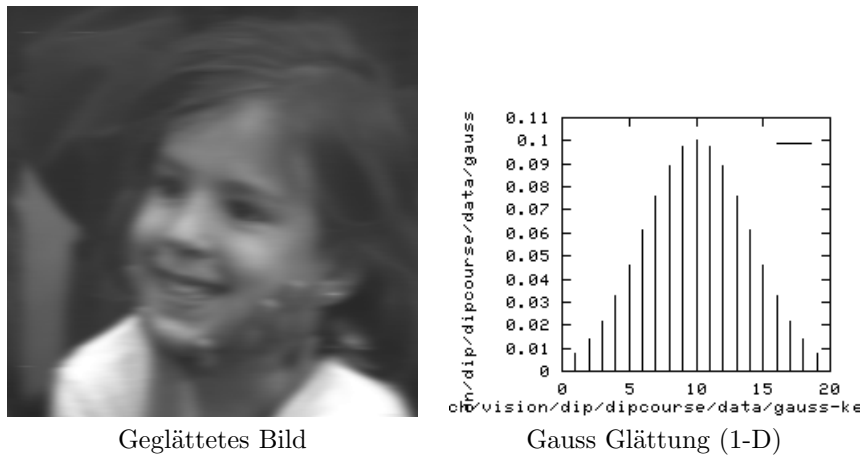 0.11
0.1
0.09
0.08
0.07
0.06
0.05
0.04
0.03
0.02
0.01
0
0 5 10 15 20
/dip/dipcourse/data/gauss
/vision/dip/dipcourse/data/gauss-ke
Geglättetes Bild
Gauss Glättung (1-D)